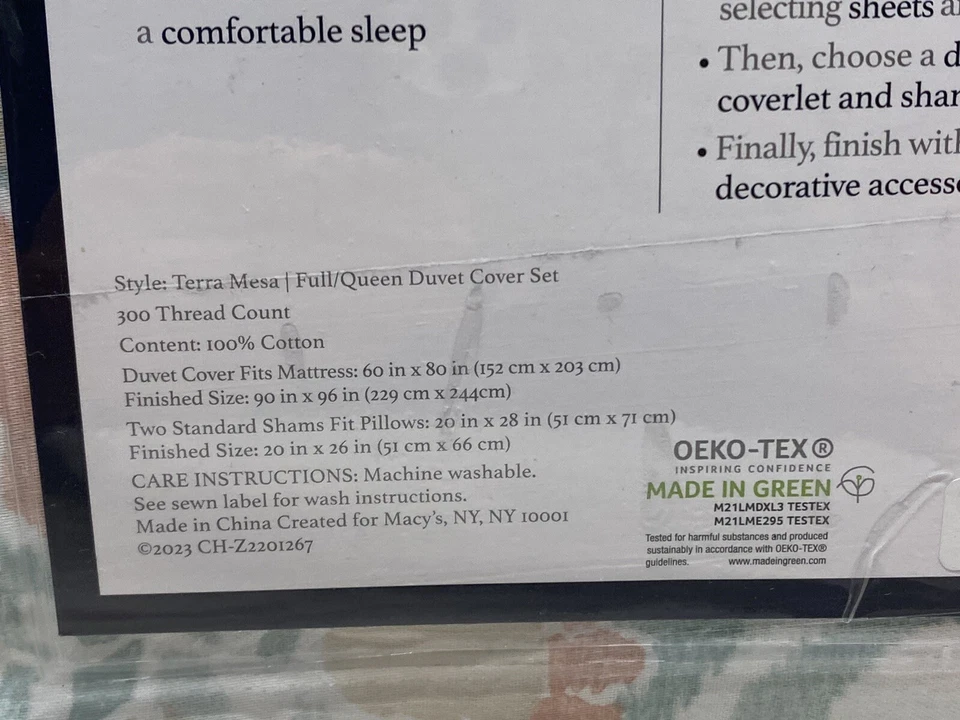 a comfortable sleep
selecting sheets
• Then, choose a
coverlet and
• Finally, finish
decorative
Style: Terra Mesa | Full/Queen Duvet Cover Set
300 Thread Count
Content: 100% Cotton
Duvet Cover Fits Mattress: 60 in x 80 in (152 cm x 203 cm)
Finished Size: 90 in x 96 in (229 cm x 244cm)
Two Standard Shams Fit Pillows: 20 in x 28 in (51 cm x 71 cm)
Finished Size: 20 in x 26 in (51 cm x 66 cm)
CARE INSTRUCTIONS: Machine washable.
See sewn label for wash instructions.
Made in China Created for Macy's, NY, NY 10001
©2023 CH-Z2201267
OEKO-TEX®
INSPIRING CONFIDENCE
MADE IN GREEN
M21LMDXL3 TESTEX
M21LME295 TESTEX
Tested for harmful substances and produced
sustainably in accordance with OEKO-TEX®
guidelines. www.madeingreen.com